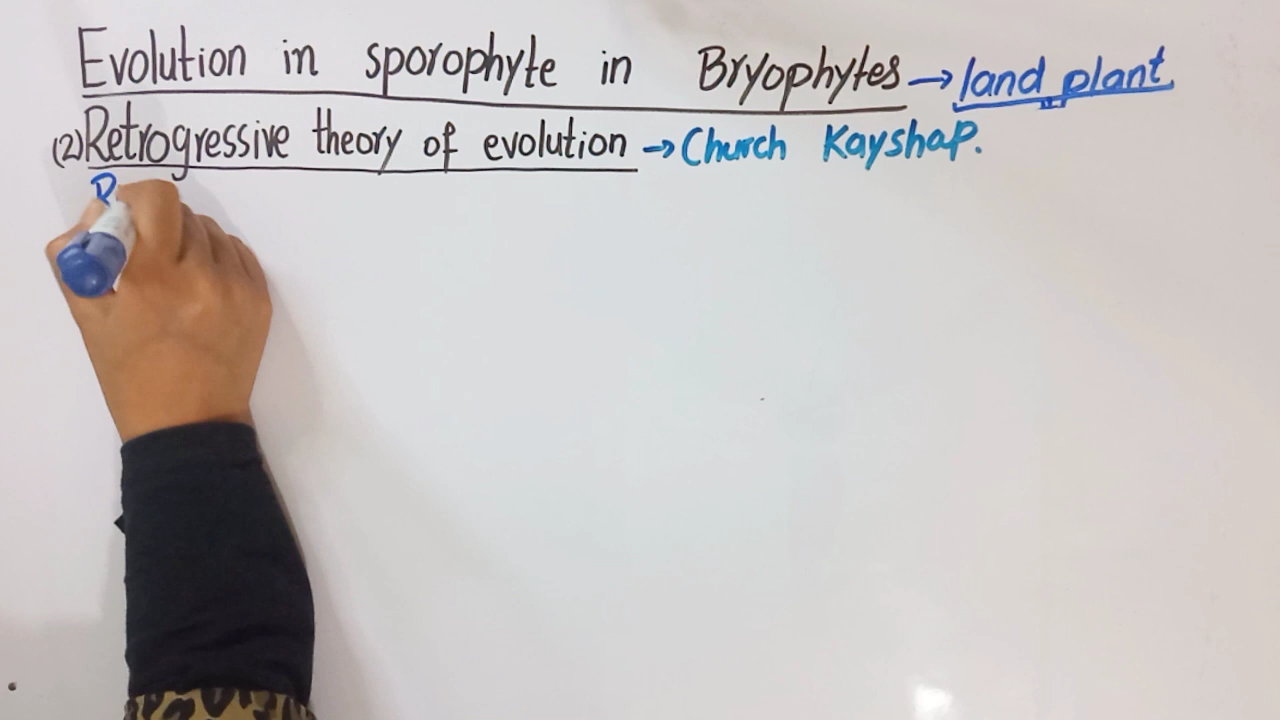 Evolution in sporophyte in Bryophytes → land plant
(2) Retrogressive theory of evolution → Church Kayshap.
R